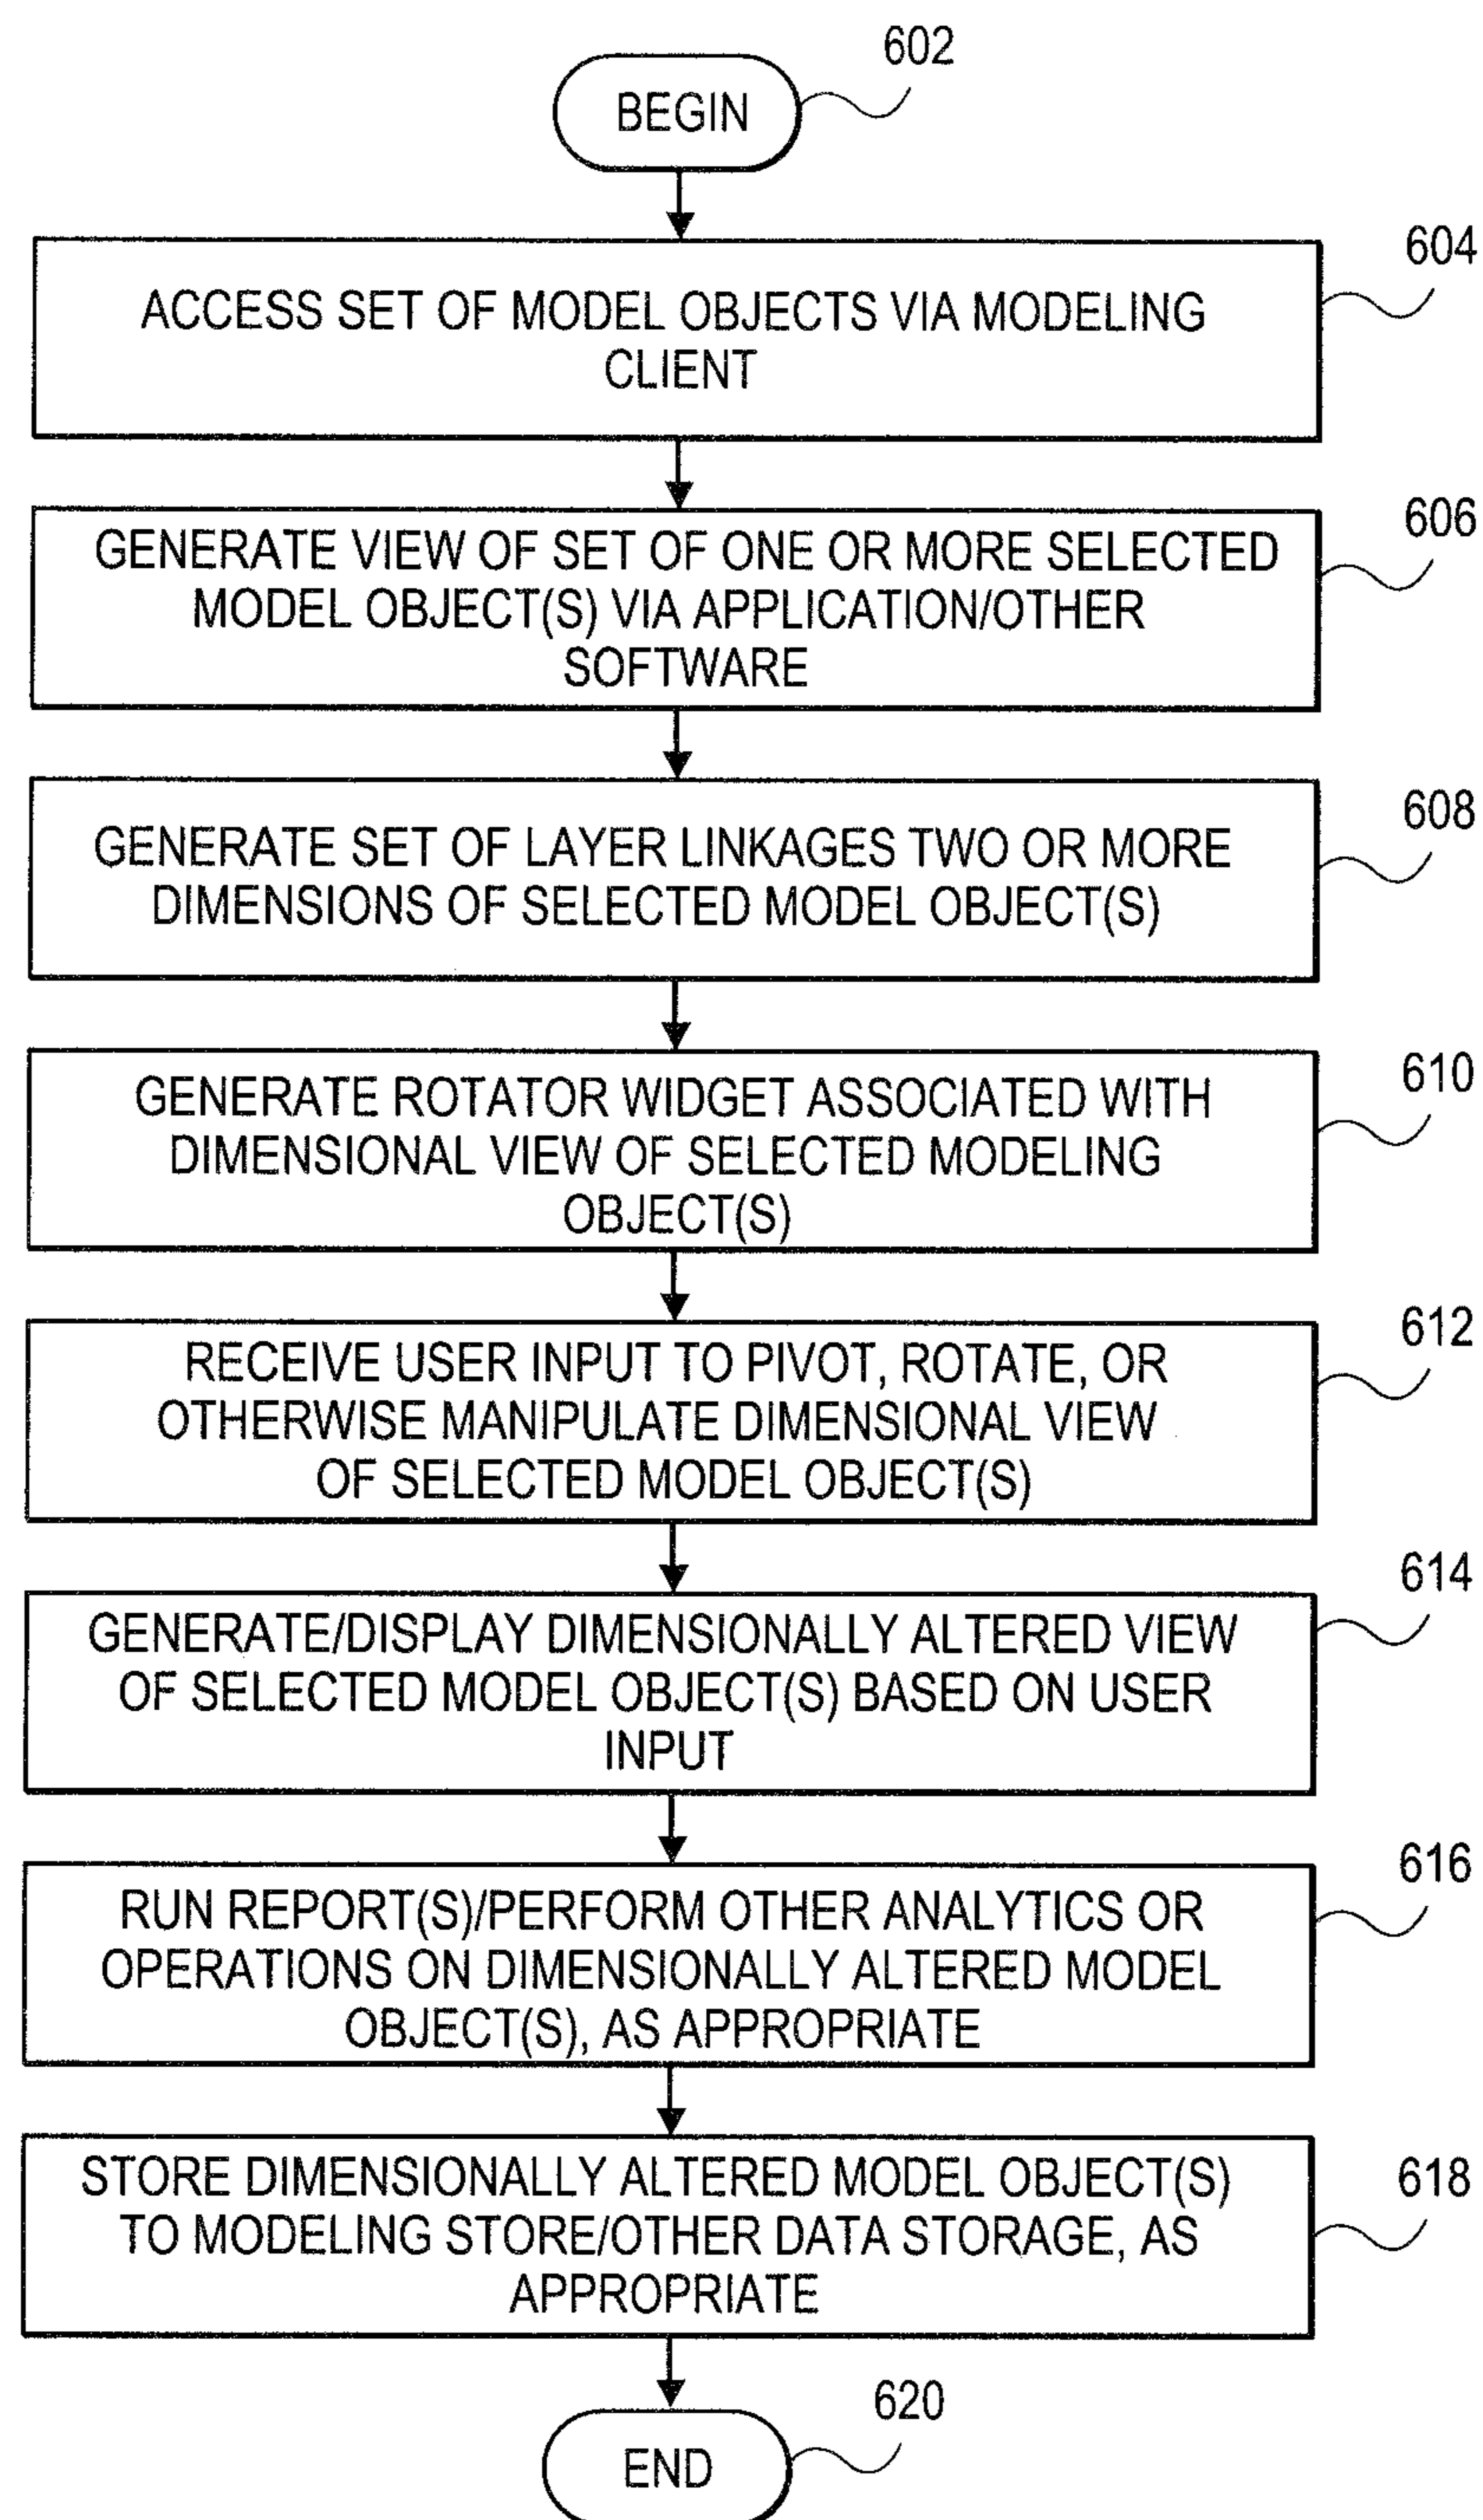 602
BEGIN
604
ACCESS SET OF MODEL OBJECTS VIA MODELING
CLIENT
606
GENERATE VIEW OF SET OF ONE OR MORE SELECTED
MODEL OBJECT(S) VIA APPLICATION/OTHER
SOFTWARE
608
GENERATE SET OF LAYER LINKAGES TWO OR MORE
DIMENSIONS OF SELECTED MODEL OBJECT(S)
610
GENERATE ROTATOR WIDGET ASSOCIATED WITH
DIMENSIONAL VIEW OF SELECTED MODELING
OBJECT(S)
612
RECEIVE USER INPUT TO PIVOT, ROTATE, OR
OTHERWISE MANIPULATE DIMENSIONAL VIEW
OF SELECTED MODEL OBJECT(S)
614
GENERATE/DISPLAY DIMENSIONALLY ALTERED VIEW
OF SELECTED MODEL OBJECT(S) BASED ON USER
INPUT
616
RUN REPORT(S)/PERFORM OTHER ANALYTICS OR
OPERATIONS ON DIMENSIONALLY ALTERED MODEL
OBJECT(S), AS APPROPRIATE
618
STORE DIMENSIONALLY ALTERED MODEL OBJECT(S)
TO MODELING STORE/OTHER DATA STORAGE, AS
APPROPRIATE
620
END